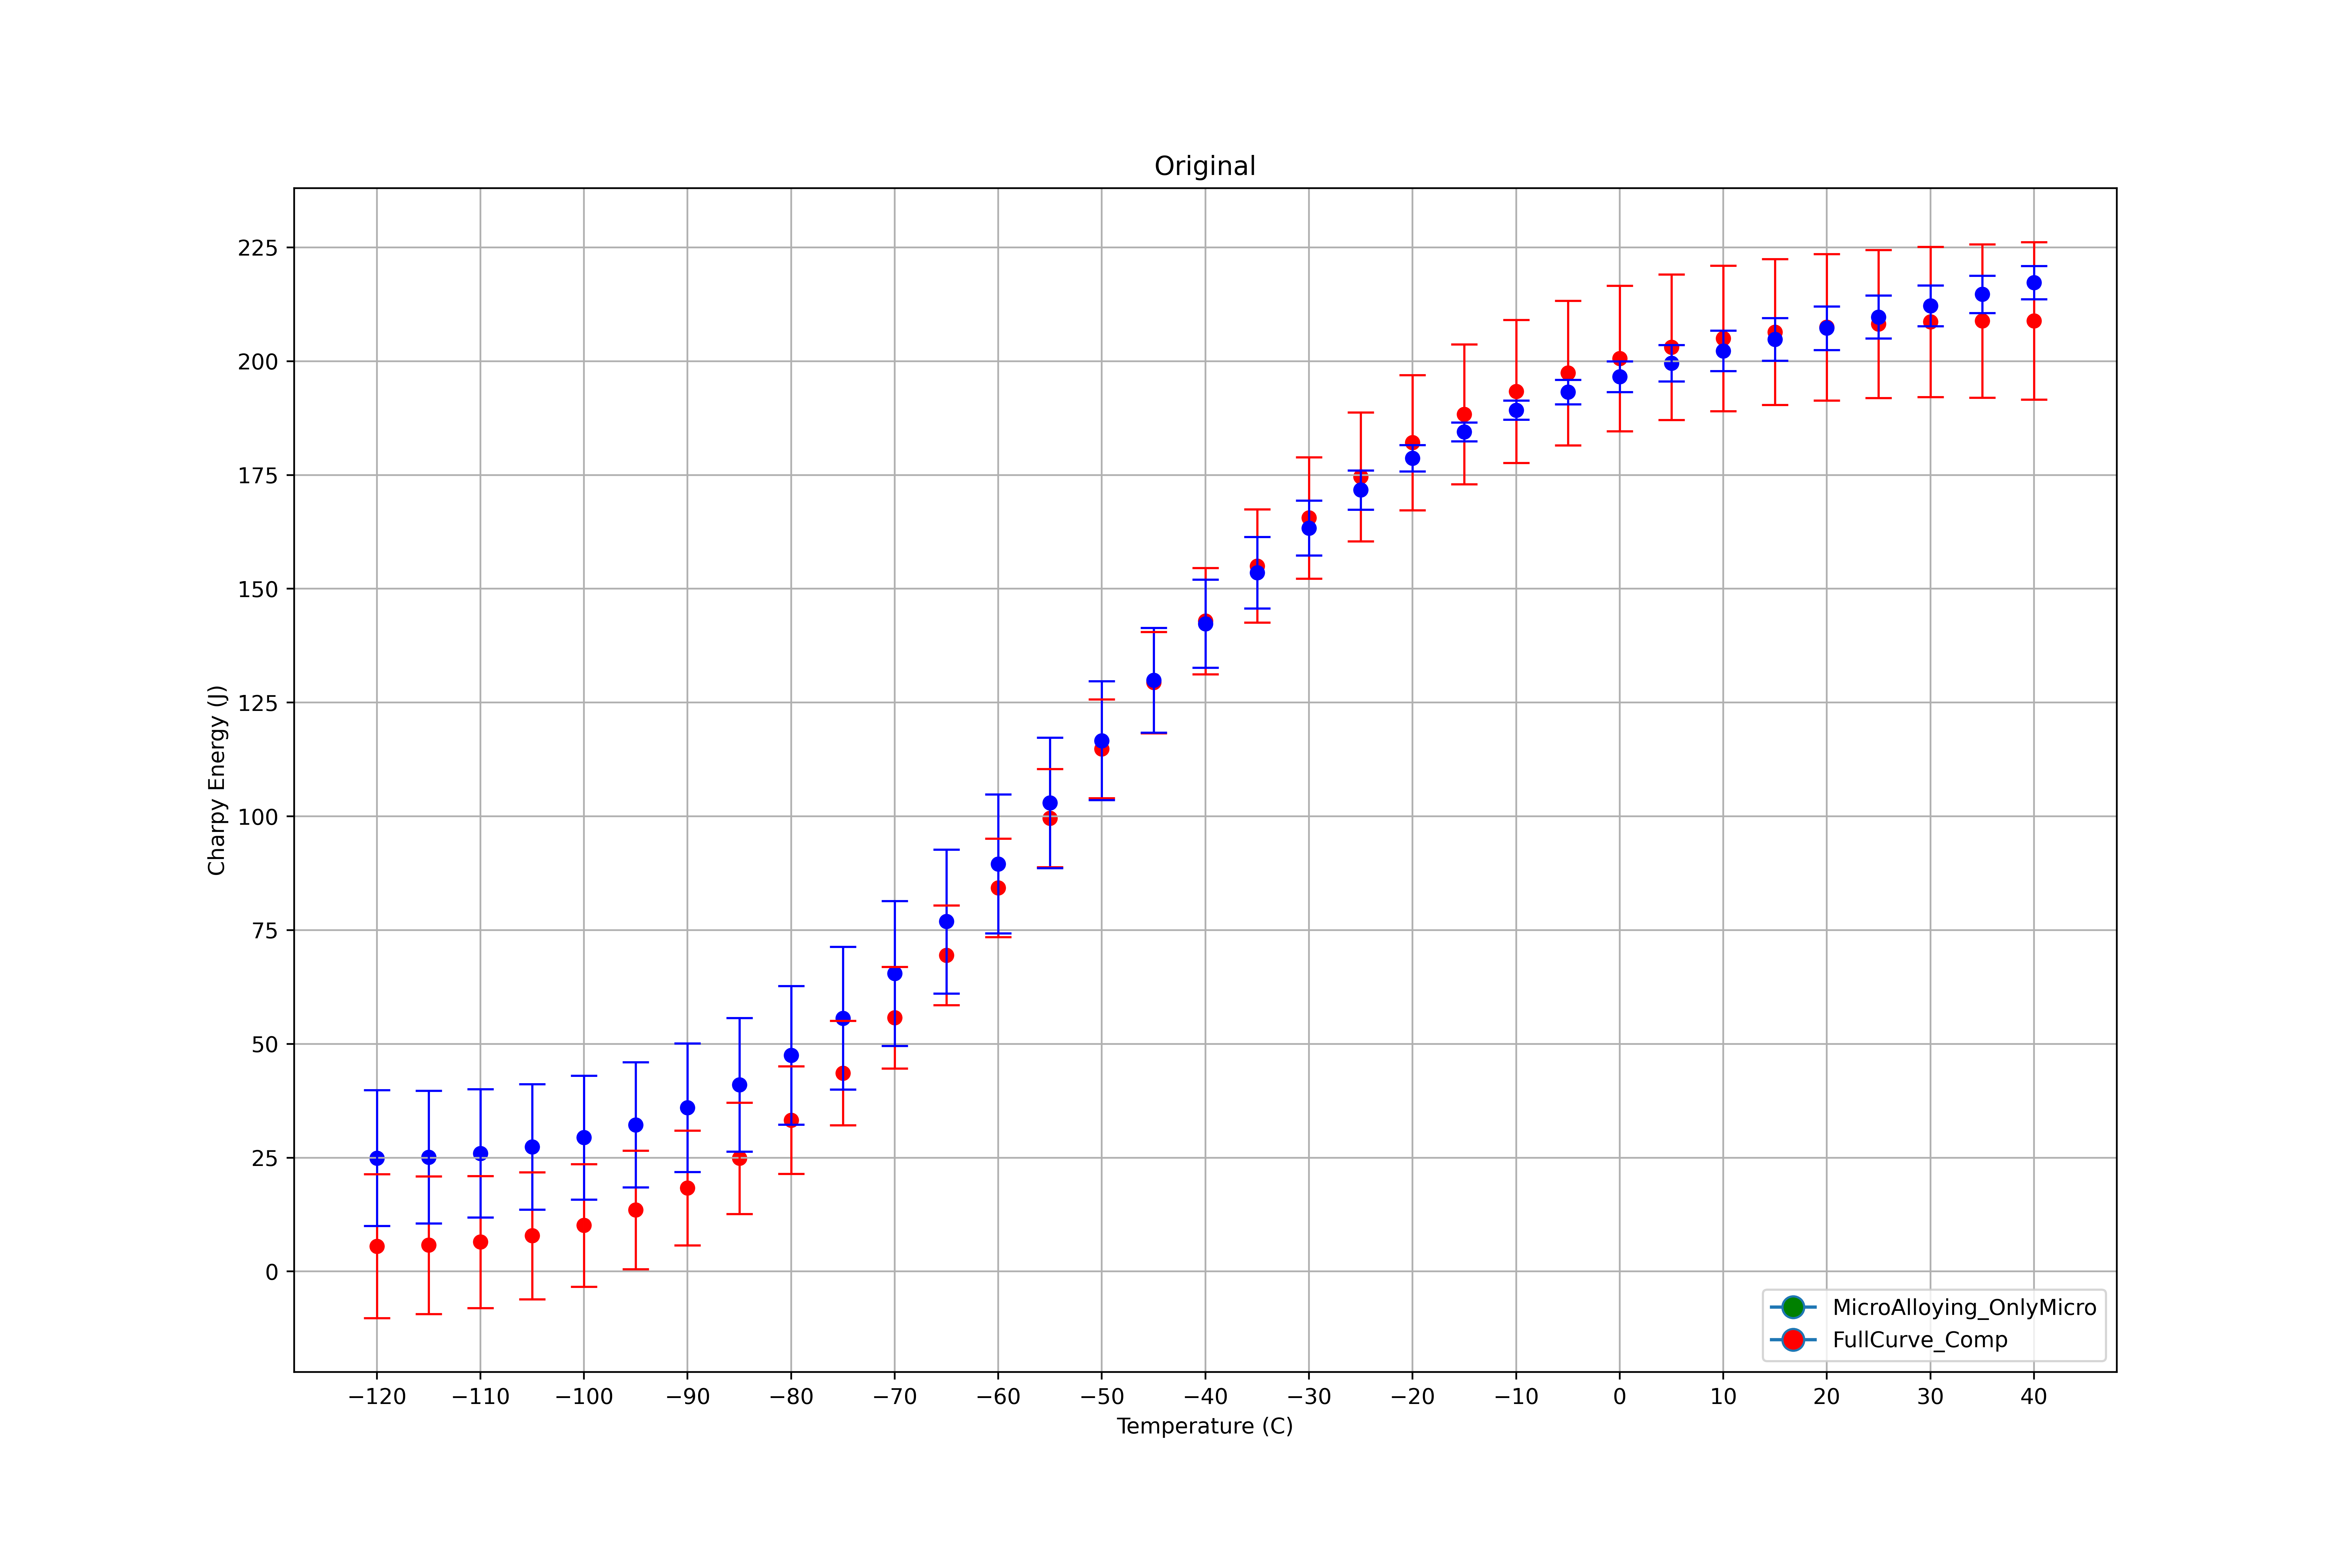 Original
Charpy Energy (J)
225
200
175
150
125
100
75
50
25
0
−120 −110 −100 −90 −80 −70 −60 −50 −40 −30 −20 −10 0 10 20 30 40
Temperature (C)
MicroAlloying_OnlyMicro
FullCurve_Comp